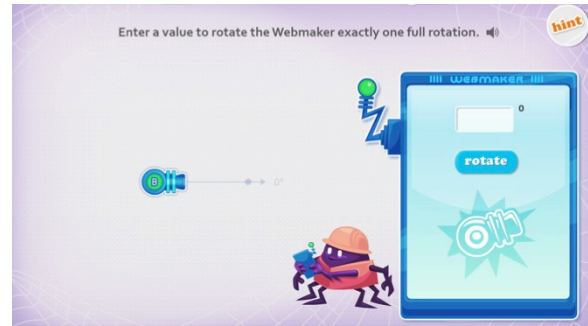 Enter a value to rotate the Webmaker exactly one full rotation.
hint
WEBMAKER
0
rotate
B
0°